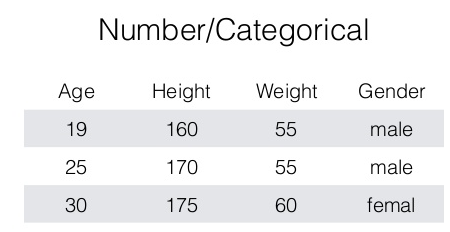 Number/Categorical
Age Height Weight Gender
19 160 55 male
25 170 55 male
30 175 60 femal